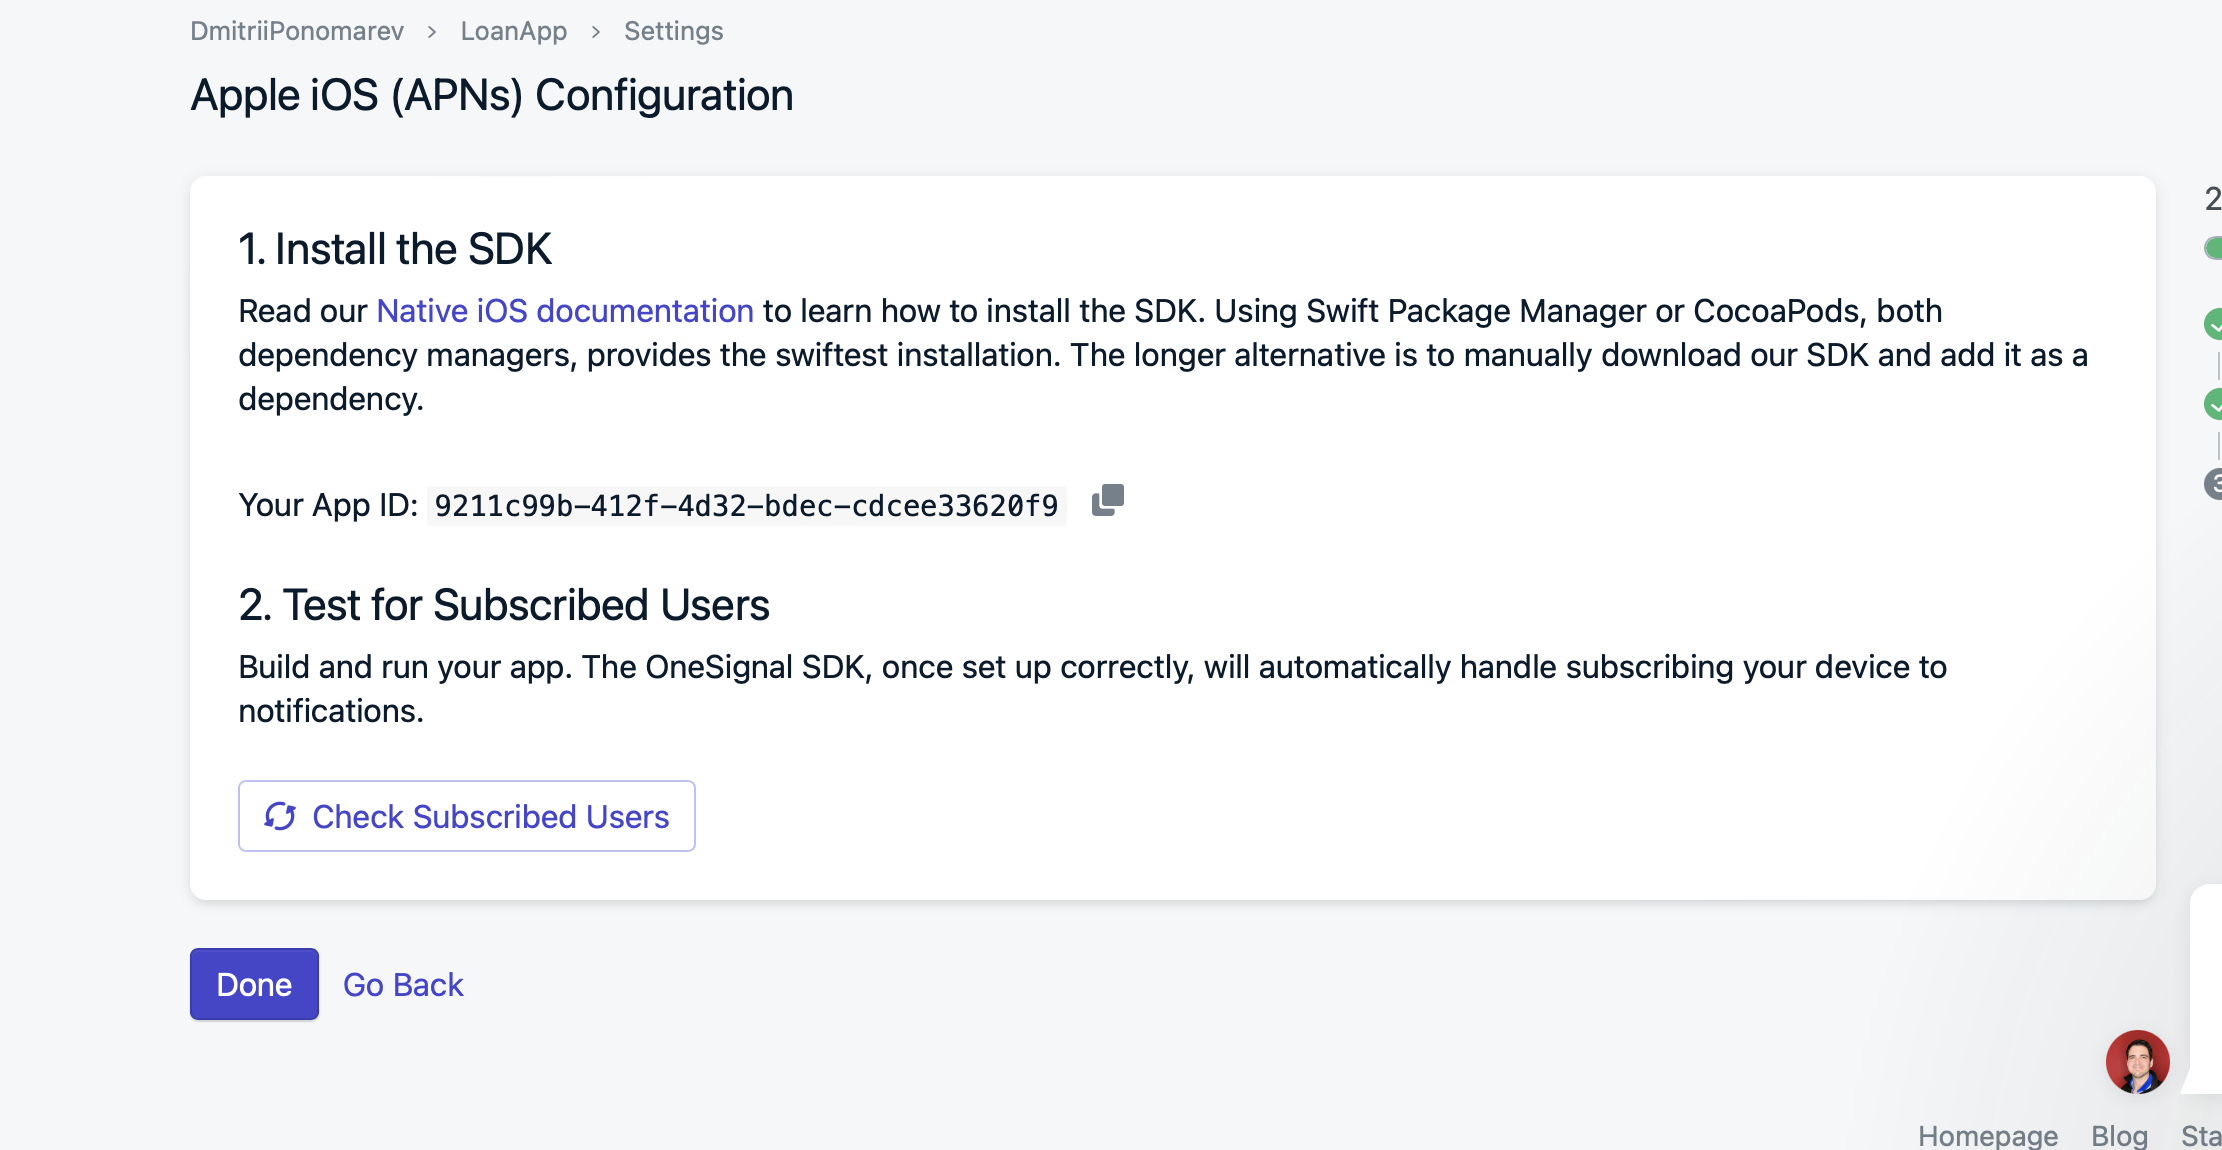 DmitriiPonomarev > LoanApp > Settings
Apple iOS (APNs) Configuration
1. Install the SDK
Read our Native iOS documentation to learn how to install the SDK. Using Swift Package Manager or CocoaPods, both
dependency managers, provides the swiftest installation. The longer alternative is to manually download our SDK and add it as a
dependency.
Your App ID: 9211c99b-412f-4d32-bdec-cdcee33620f9
2. Test for Subscribed Users
Build and run your app. The OneSignal SDK, once set up correctly, will automatically handle subscribing your device to
notifications.
Check Subscribed Users
Done Go Back
2
3
Homepage Blog Sta